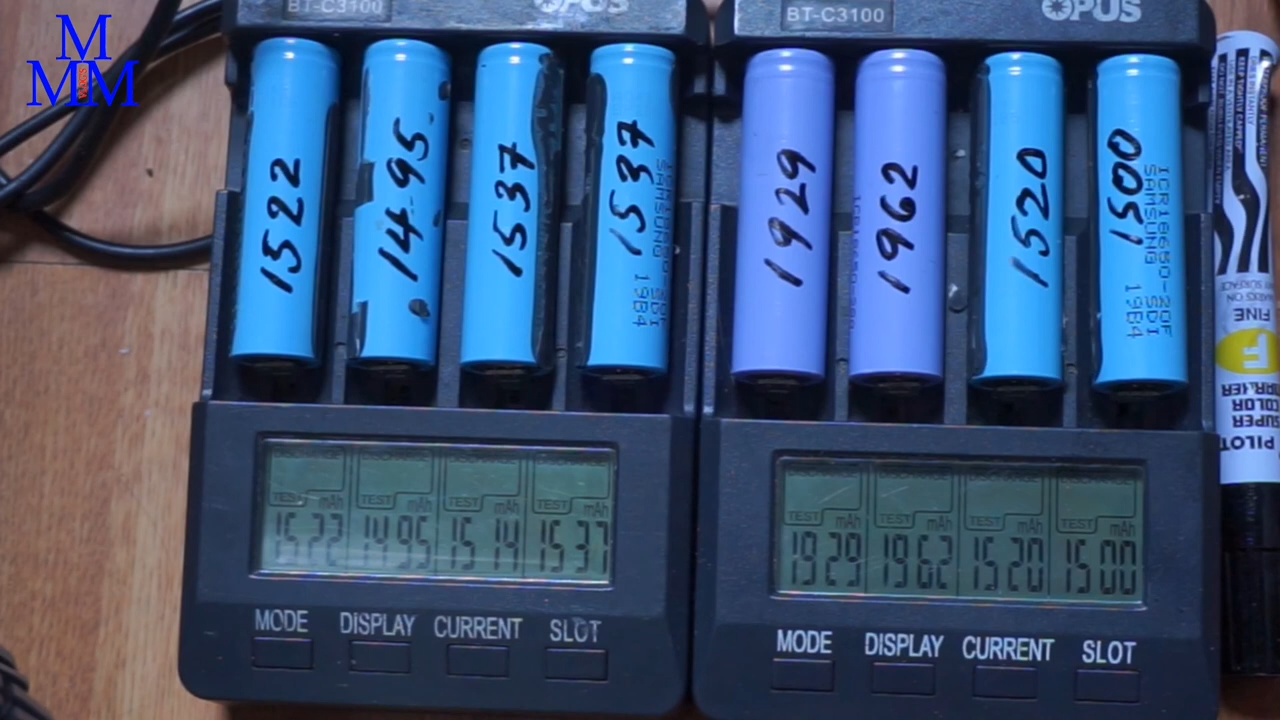 M
MM
BT-C3100
OPUS
BT-C3100
OPUS
1522
1495
1537
1537
SAMSUNG SDI
19B4
1929
1962
1520
1500
ICR18650-20F
SAMSUNG SDI
19B4
TEST mAh TEST mAh TEST mAh TEST mAh
1522 1495 1514 1537
MODE DISPLAY CURRENT SLOT
TEST mAh TEST mAh TEST mAh TEST mAh
1929 1962 1520 1500
MODE DISPLAY CURRENT SLOT
PILOT
SUPER
COLOR
MARKER
F
FINE